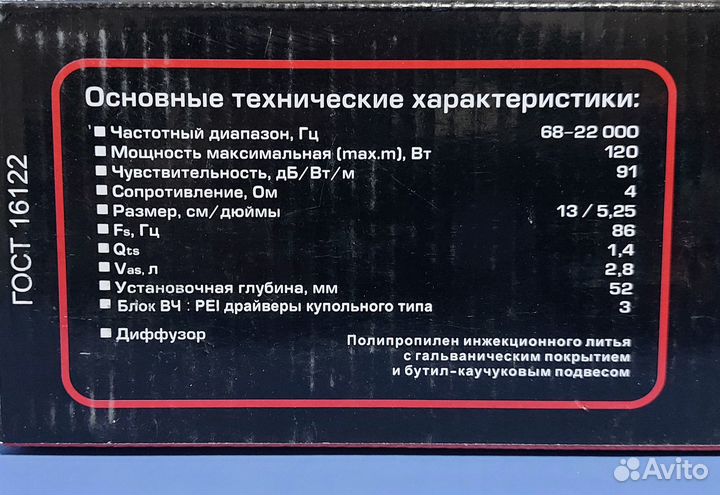 Основные технические характеристики:
Частотный диапазон, Гц 68-22 000
Мощность максимальная (max.m), Вт 120
Чувствительность, дБ/Вт/м 91
Сопротивление, Ом 4
Размер, см/дюймы 13 / 5,25
Fs, Гц 86
Qts 1,4
Vas, л 2,8
Установочная глубина, мм 52
Блок ВЧ : PEI драйверы купольного типа 3
Диффузор Полипропилен инжекционного литья
с гальваническим покрытием
и бутил-каучуковым подвесом
ГОСТ 16122
Avito